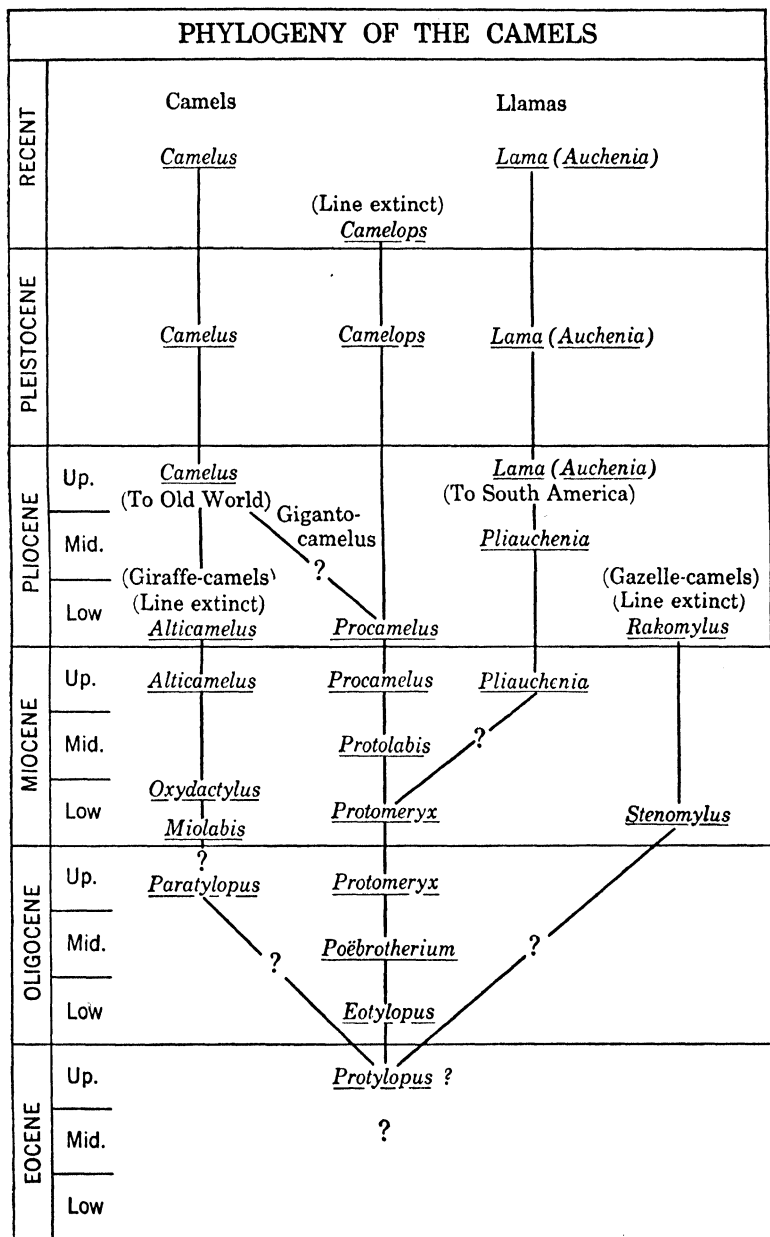 PHYLOGENY OF THE CAMELS
RECENT
Camels
Llamas
Camelus
Lama (Auchenia)
(Line extinct)
Camelops
PLEISTOCENE
Camelus
Camelops
Lama (Auchenia)
PLIOCENE
Up.
Camelus
Lama (Auchenia)
(To Old World)
(To South America)
Giganto-
camelus
Mid.
Pliauchenia
?
(Giraffe-camels)
(Gazelle-camels)
Low
(Line extinct)
(Line extinct)
Alticamelus
Procamelus
Rakomylus
MIOCENE
Up.
Alticamelus
Procamelus
Pliauchenia
Mid.
Protolabis
?
Oxydactylus
Low
Protomeryx
Stenomylus
Miolabis
OLIGOCENE
?
Up.
Paratylopus
Protomeryx
Mid.
Poëbrotherium
?
?
Low
Eotylopus
EOCENE
Up.
Protylopus ?
Mid.
?
Low